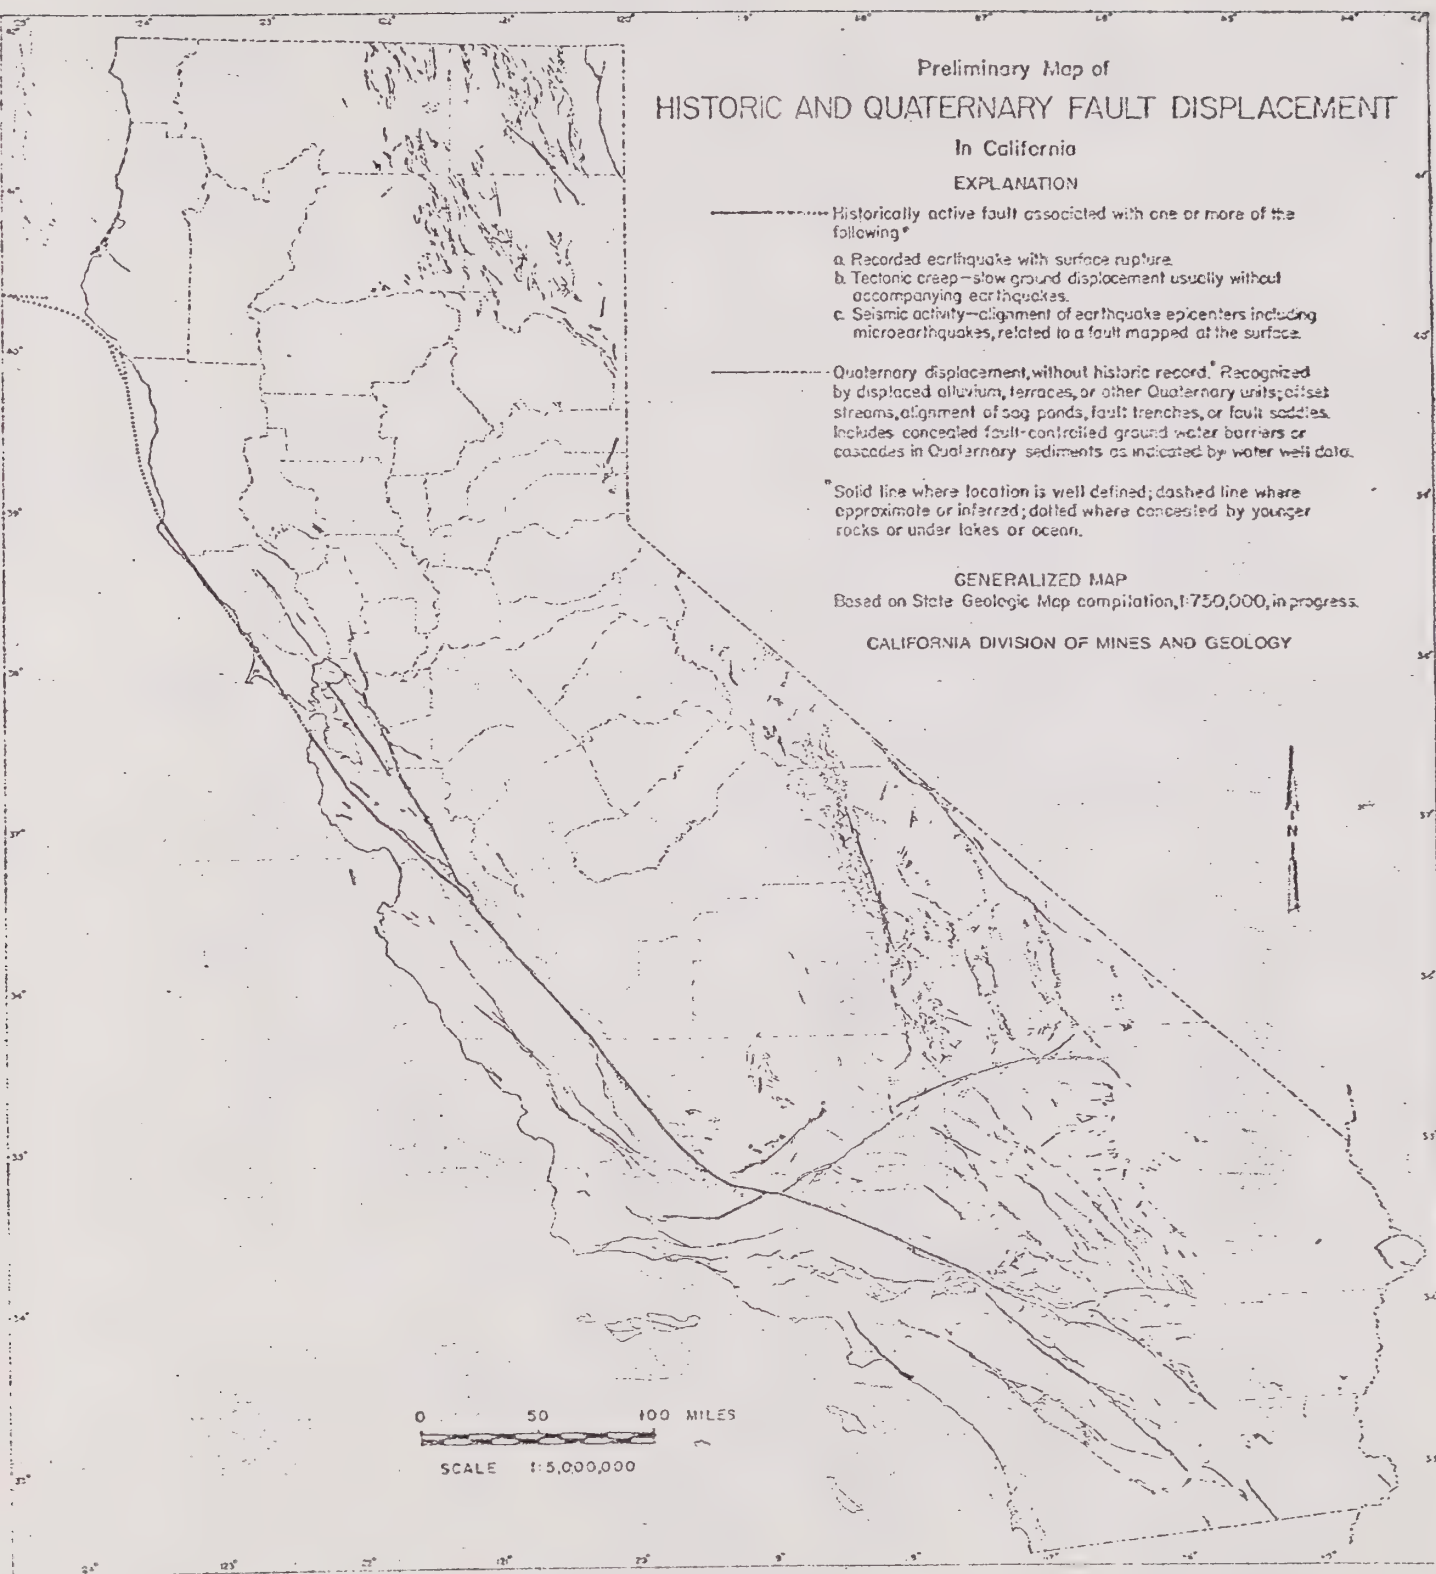 Preliminary Map of
HISTORIC AND QUATERNARY FAULT DISPLACEMENT
In California
EXPLANATION
Historically active fault associated with one or more of the
following*
a. Recorded earthquake with surface rupture.
b. Tectonic creep—slow ground displacement usually without
accompanying earthquakes.
c. Seismic activity—alignment of earthquake epicenters including
microearthquakes, related to a fault mapped at the surface.
Quaternary displacement, without historic record.* Recognized
by displaced alluvium, terraces, or other Quaternary units; offset
streams, alignment of sag ponds, fault trenches, or fault saddles.
Includes concealed fault-controlled ground water barriers or
cascades in Quaternary sediments as indicated by water well data.
*Solid line where location is well defined; dashed line where
approximate or inferred; dotted where concealed by younger
rocks or under lakes or ocean.
GENERALIZED MAP
Based on State Geologic Map compilation, 1:750,000, in progress.
CALIFORNIA DIVISION OF MINES AND GEOLOGY
N
39°
38°
37°
0 50 100 MILES
SCALE 1:5,000,000